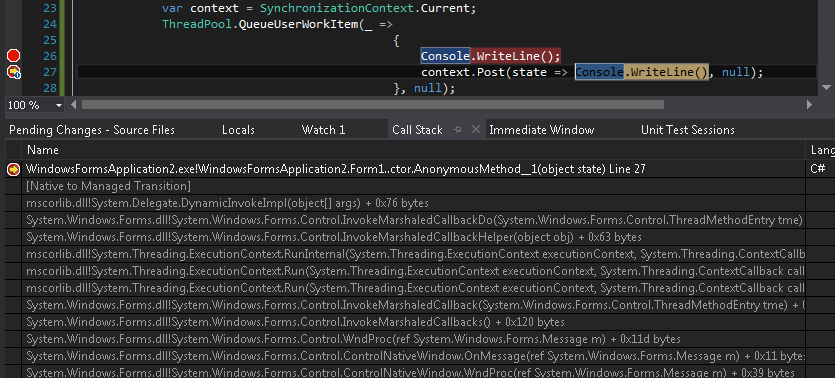 23 var context = SynchronizationContext.Current;
24 ThreadPool.QueueUserWorkItem(_ =>
25 {
26 Console.WriteLine();
27 context.Post(state => Console.WriteLine(), null);
28 }, null);
100 %
Pending Changes - Source Files Locals Watch 1 Call Stack Immediate Window Unit Test Sessions
Name Lang
WindowsFormsApplication2.exe!WindowsFormsApplication2.Form1..ctor.AnonymousMethod__1(object state) Line 27 C#
[Native to Managed Transition]
mscorlib.dll!System.Delegate.DynamicInvokeImpl(object[] args) + 0x76 bytes
System.Windows.Forms.dll!System.Windows.Forms.Control.InvokeMarshaledCallbackDo(System.Windows.Forms.Control.ThreadMethodEntry tme)
System.Windows.Forms.dll!System.Windows.Forms.Control.InvokeMarshaledCallbackHelper(object obj) + 0x63 bytes
mscorlib.dll!System.Threading.ExecutionContext.RunInternal(System.Threading.ExecutionContext executionContext, System.Threading.ContextCallb
mscorlib.dll!System.Threading.ExecutionContext.Run(System.Threading.ExecutionContext executionContext, System.Threading.ContextCallback call
mscorlib.dll!System.Threading.ExecutionContext.Run(System.Threading.ExecutionContext executionContext, System.Threading.ContextCallback call
System.Windows.Forms.dll!System.Windows.Forms.Control.InvokeMarshaledCallback(System.Windows.Forms.Control.ThreadMethodEntry tme) + 0
System.Windows.Forms.dll!System.Windows.Forms.Control.InvokeMarshaledCallbacks() + 0x120 bytes
System.Windows.Forms.dll!System.Windows.Forms.Control.WndProc(ref System.Windows.Forms.Message m) + 0x11d bytes
System.Windows.Forms.dll!System.Windows.Forms.Control.ControlNativeWindow.OnMessage(ref System.Windows.Forms.Message m) + 0x11 bytes
System.Windows.Forms.dll!System.Windows.Forms.Control.ControlNativeWindow.WndProc(ref System.Windows.Forms.Message m) + 0x39 bytes